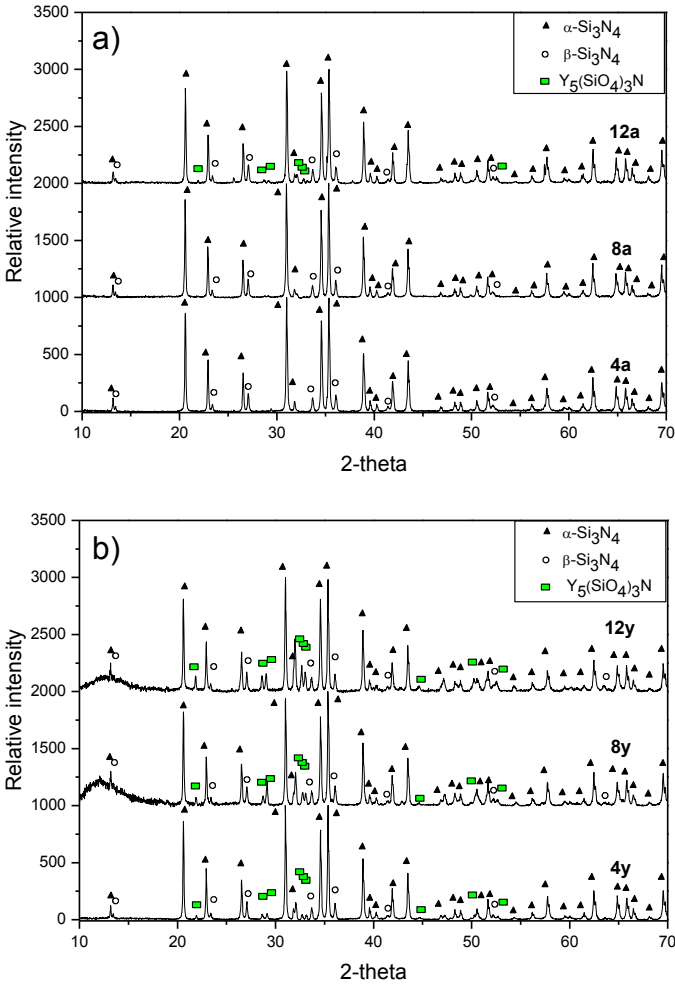 a)
α-Si3N4
β-Si3N4
Y5(SiO4)3N
3500
3000
2500
2000
1500
1000
500
0
Relative intensity
12a
8a
4a
10 20 30 40 50 60 70
2-theta
b)
α-Si3N4
β-Si3N4
Y5(SiO4)3N
3500
3000
2500
2000
1500
1000
500
0
Relative intensity
12y
8y
4y
10 20 30 40 50 60 70
2-theta